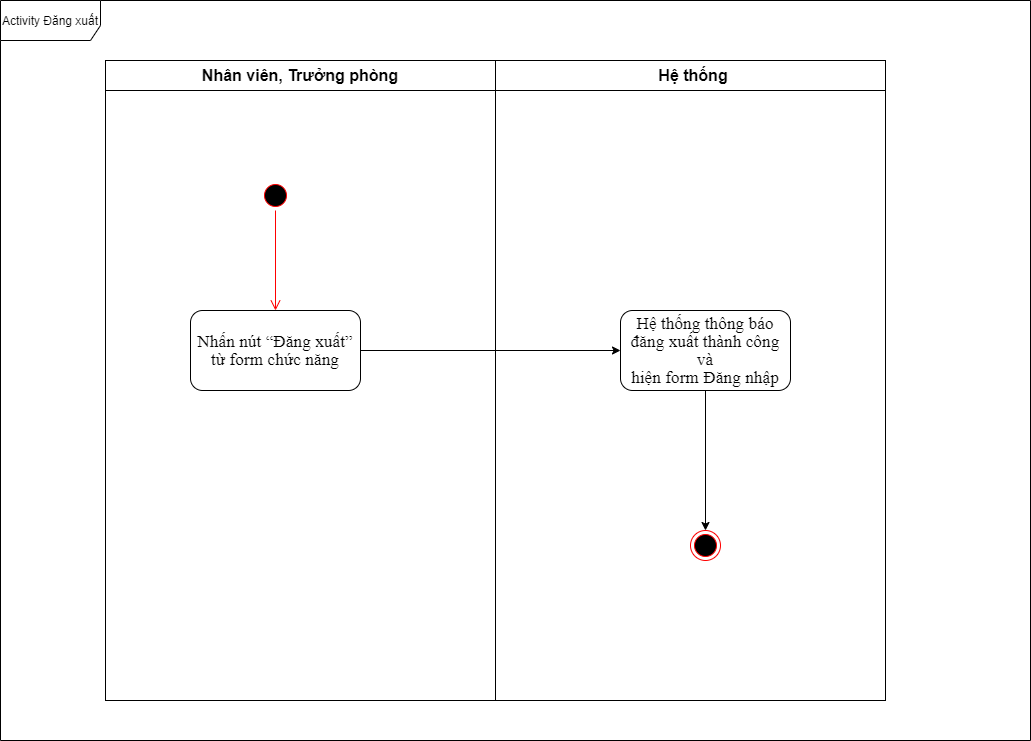 Activity Đăng xuất
Nhân viên, Trưởng phòng
Hệ thống
Nhấn nút “Đăng xuất”
từ form chức năng
Hệ thống thông báo
đăng xuất thành công
và
hiện form Đăng nhập